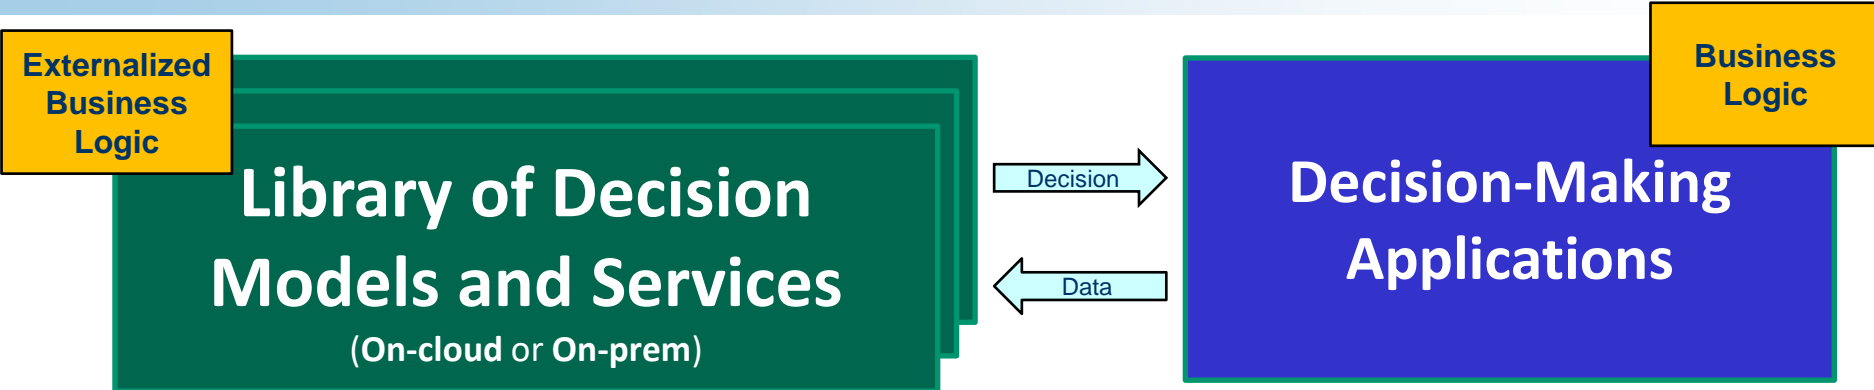 Externalized
Business
Logic
Library of Decision
Models and Services
(On-cloud or On-prem)
Decision
Data
Business
Logic
Decision-Making
Applications